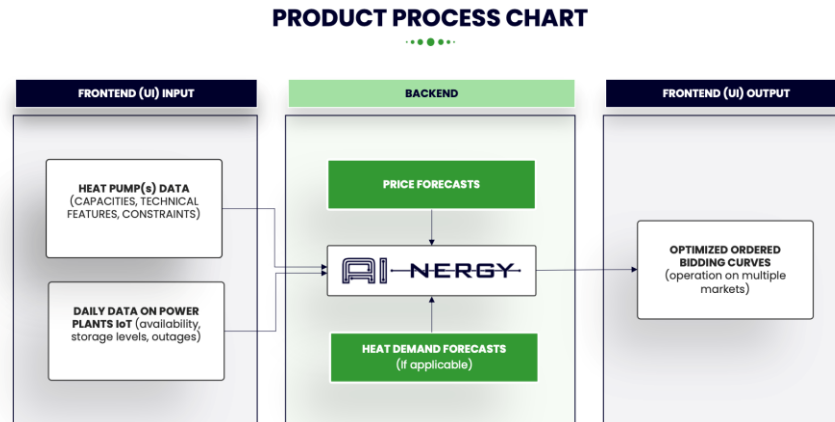 PRODUCT PROCESS CHART
FRONTEND (UI) INPUT
HEAT PUMP(s) DATA
(CAPACITIES, TECHNICAL
FEATURES, CONSTRAINTS)
DAILY DATA ON POWER
PLANTS IoT (availability,
storage levels, outages)
BACKEND
PRICE FORECASTS
AI NERGY
HEAT DEMAND FORECASTS
(If applicable)
FRONTEND (UI) OUTPUT
OPTIMIZED ORDERED
BIDDING CURVES
(operation on multiple
markets)